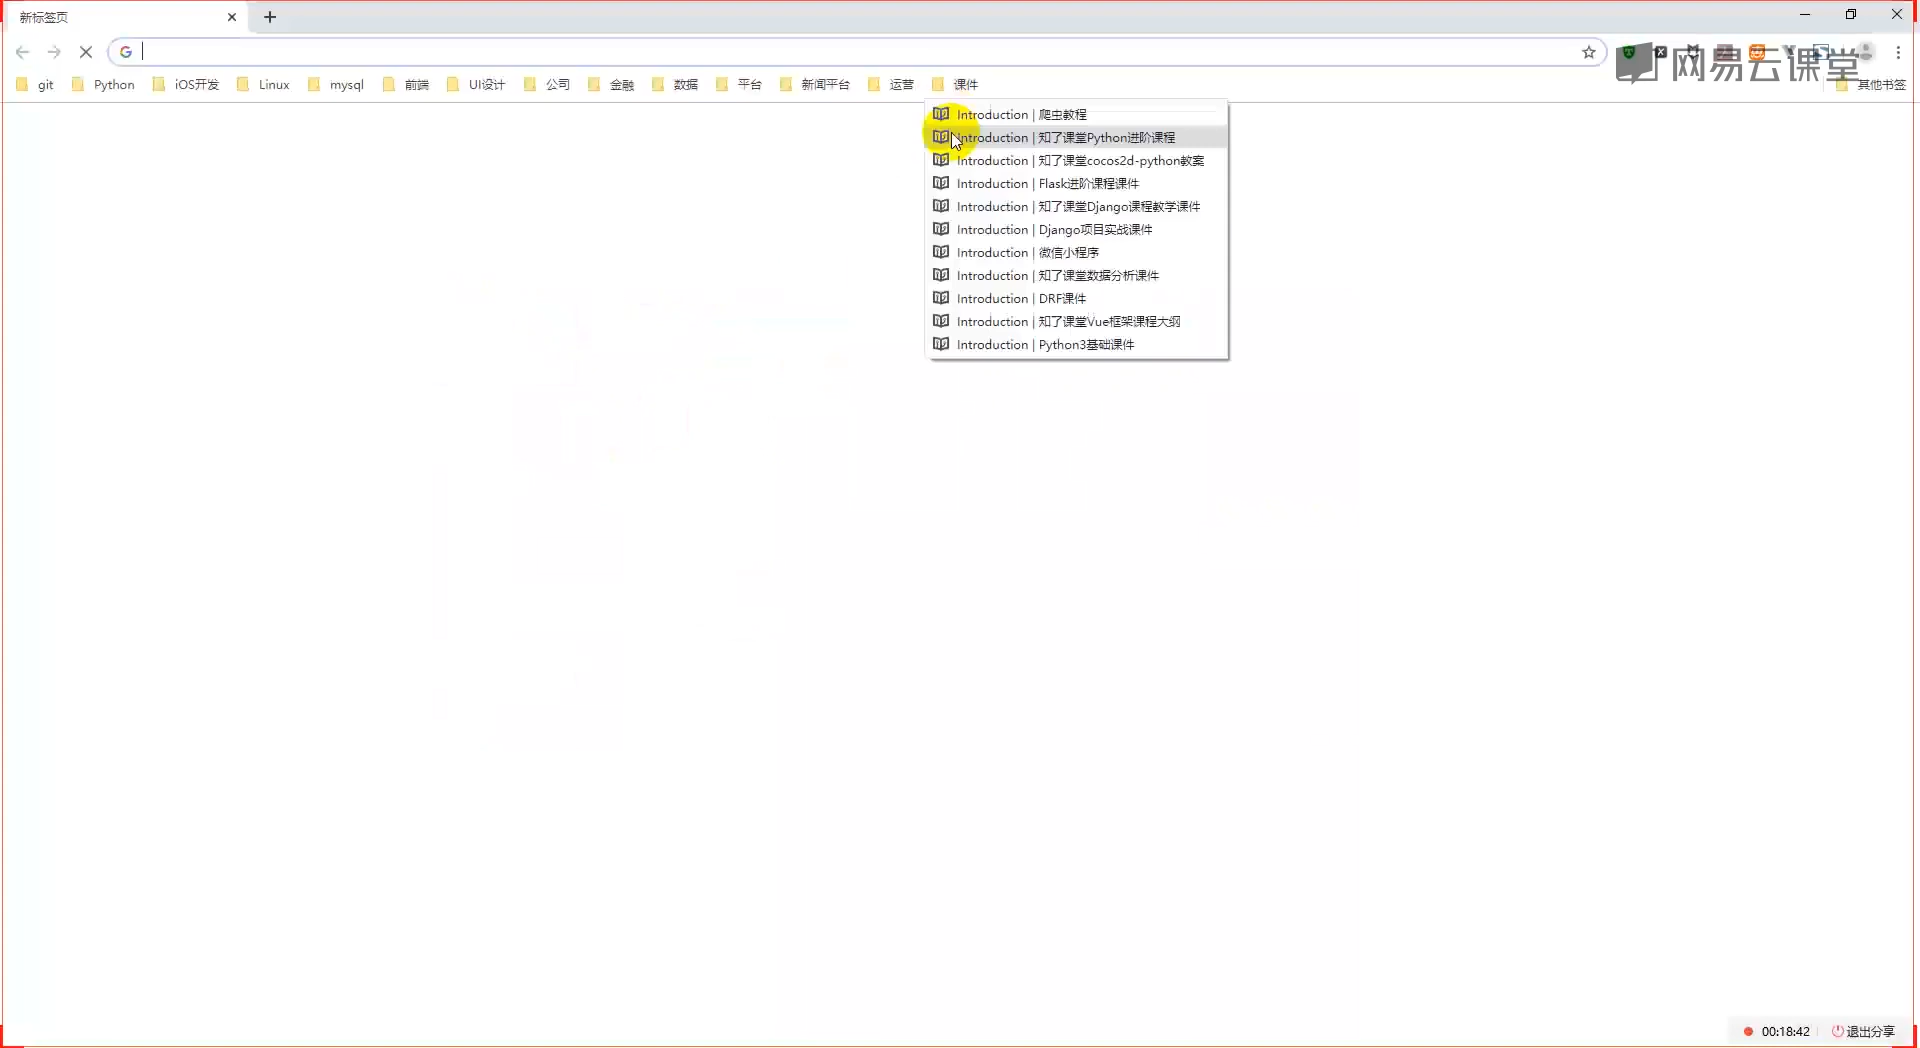 新标签页
网易云课堂
git Python iOS开发 Linux mysql 前端 UI设计 公司 金融 数据 平台 新闻平台 运营 课件 其他书签
Introduction | 爬虫教程
Introduction | 知了课堂Python进阶课程
Introduction | 知了课堂cocos2d-python教案
Introduction | Flask进阶课程课件
Introduction | 知了课堂Django课程教学课件
Introduction | Django项目实战课件
Introduction | 微信小程序
Introduction | 知了课堂数据分析课件
Introduction | DRF课件
Introduction | 知了课堂Vue框架课程大纲
Introduction | Python3基础课件
00:18:42 退出分享